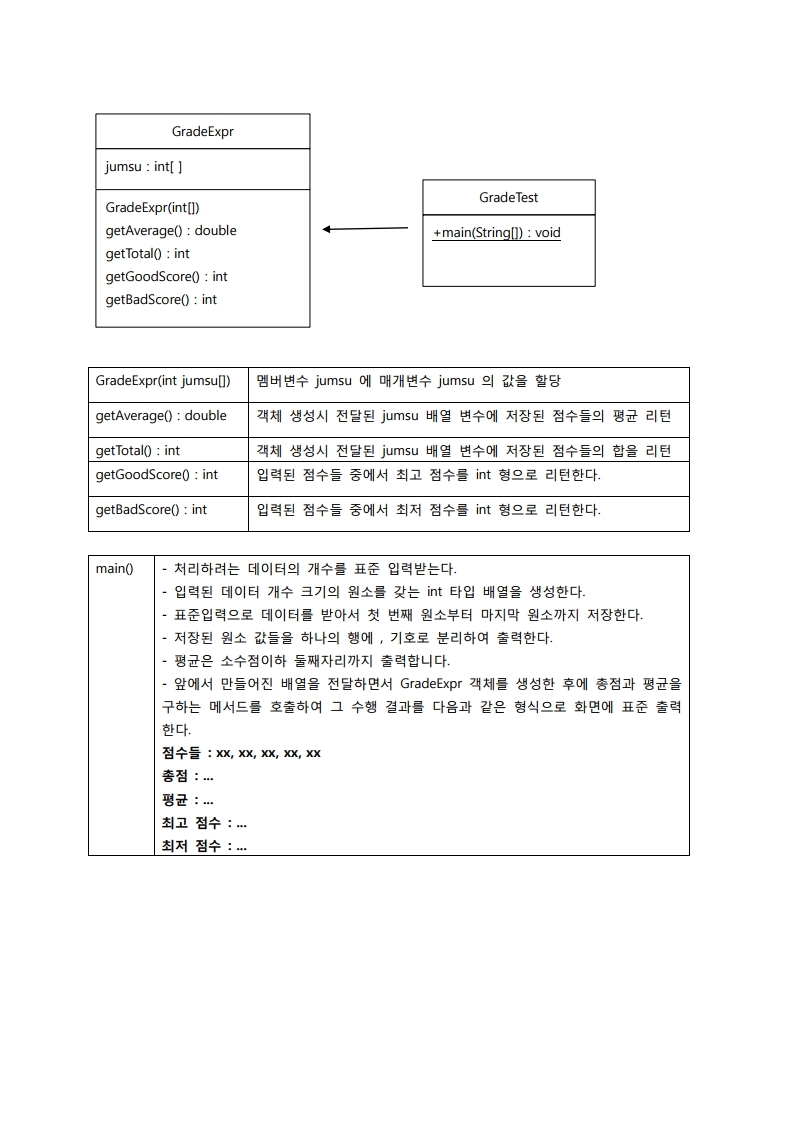 GradeExpr
jumsu : int[ ]
GradeExpr(int[])
getAverage() : double
getTotal() : int
getGoodScore() : int
getBadScore() : int
GradeTest
+main(String[]) : void
GradeExpr(int jumsu[]) 멤버변수 jumsu 에 매개변수 jumsu 의 값을 할당
getAverage() : double 객체 생성시 전달된 jumsu 배열 변수에 저장된 점수들의 평균 리턴
getTotal() : int 객체 생성시 전달된 jumsu 배열 변수에 저장된 점수들의 합을 리턴
getGoodScore() : int 입력된 점수들 중에서 최고 점수를 int 형으로 리턴한다.
getBadScore() : int 입력된 점수들 중에서 최저 점수를 int 형으로 리턴한다.
main() - 처리하려는 데이터의 개수를 표준 입력받는다.
- 입력된 데이터 개수 크기의 원소를 갖는 int 타입 배열을 생성한다.
- 표준입력으로 데이터를 받아서 첫 번째 원소부터 마지막 원소까지 저장한다.
- 저장된 원소 값들을 하나의 행에 , 기호로 분리하여 출력한다.
- 평균은 소수점이하 둘째자리까지 출력합니다.
- 앞에서 만들어진 배열을 전달하면서 GradeExpr 객체를 생성한 후에 총점과 평균을
구하는 메서드를 호출하여 그 수행 결과를 다음과 같은 형식으로 화면에 표준 출력
한다.
점수들 : xx, xx, xx, xx, xx
총점 : ...
평균 : ...
최고 점수 : ...
최저 점수 : ...